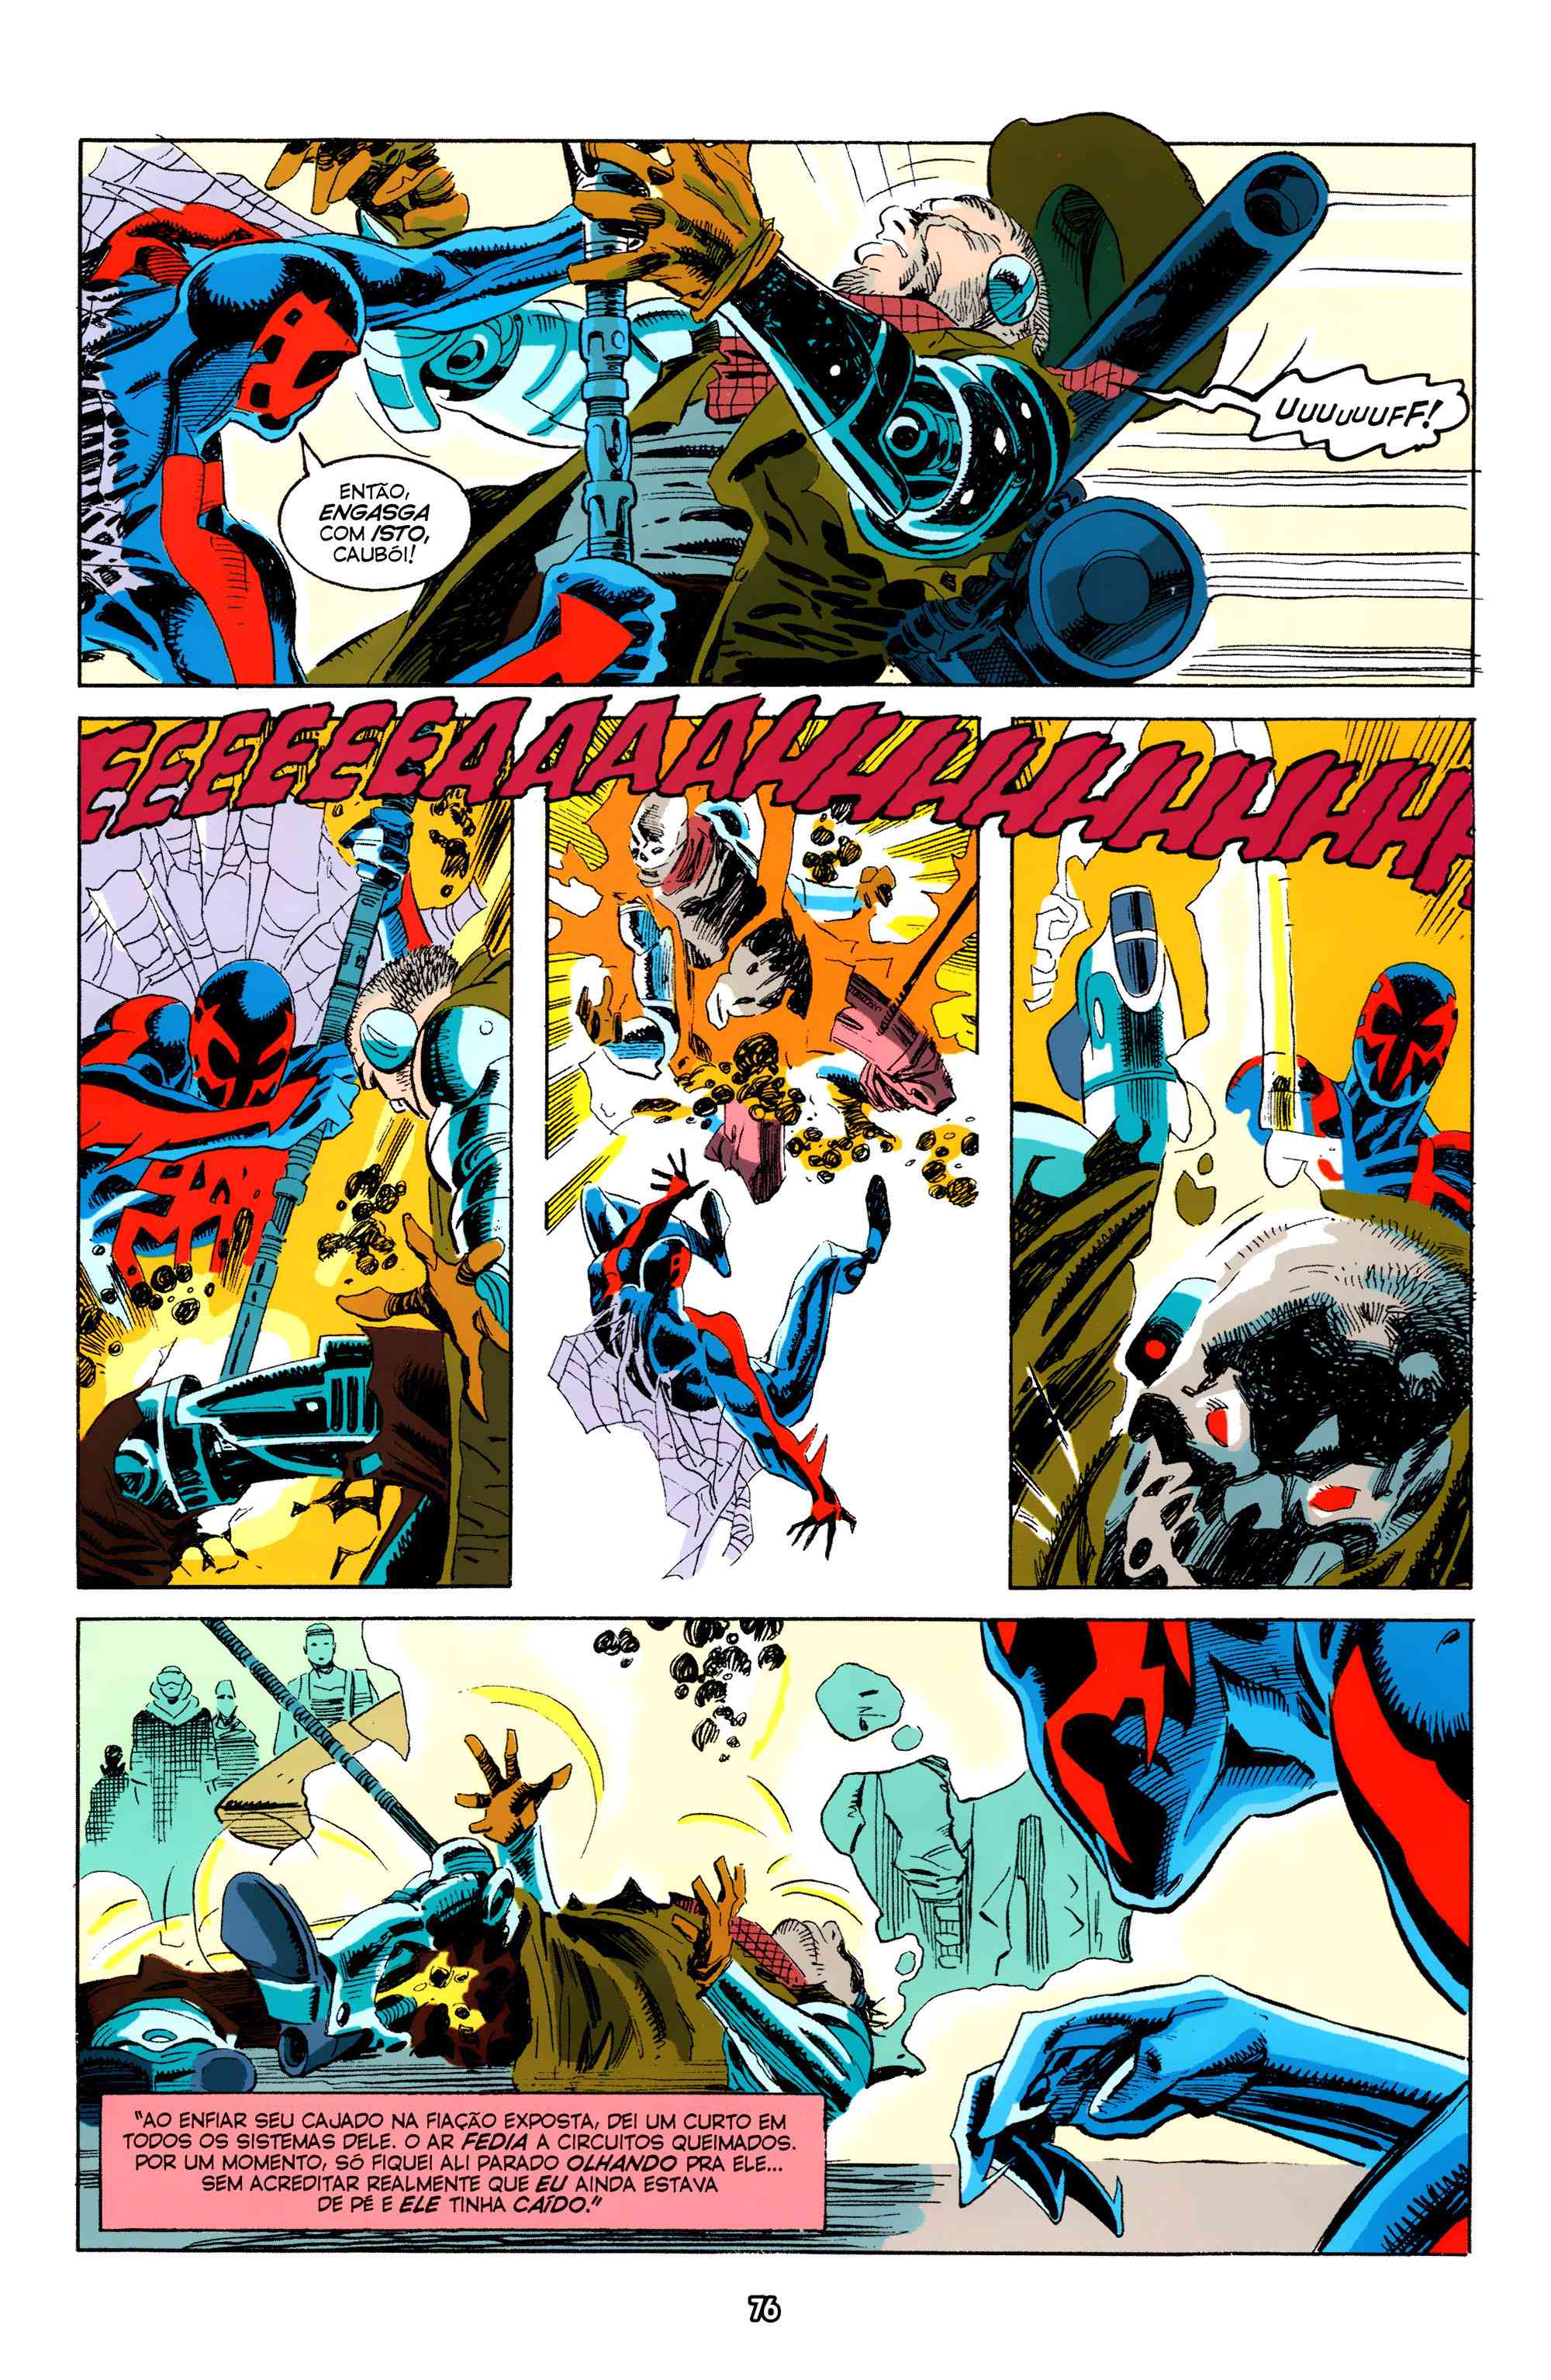 ENTÃO,
ENGASGA
COM ISTO,
CAUBÓI!
UUUUUUFF!
EEEEEEEAAAAAHHHHHHHHHHHH
"AO ENFIAR SEU CAJADO NA FIAÇÃO EXPOSTA, DEI UM CURTO EM
TODOS OS SISTEMAS DELE. O AR FEDIA A CIRCUITOS QUEIMADOS.
POR UM MOMENTO, SÓ FIQUEI ALI PARADO OLHANDO PRA ELE...
SEM ACREDITAR REALMENTE QUE EU AINDA ESTAVA
DE PÉ E ELE TINHA CAÍDO."
76